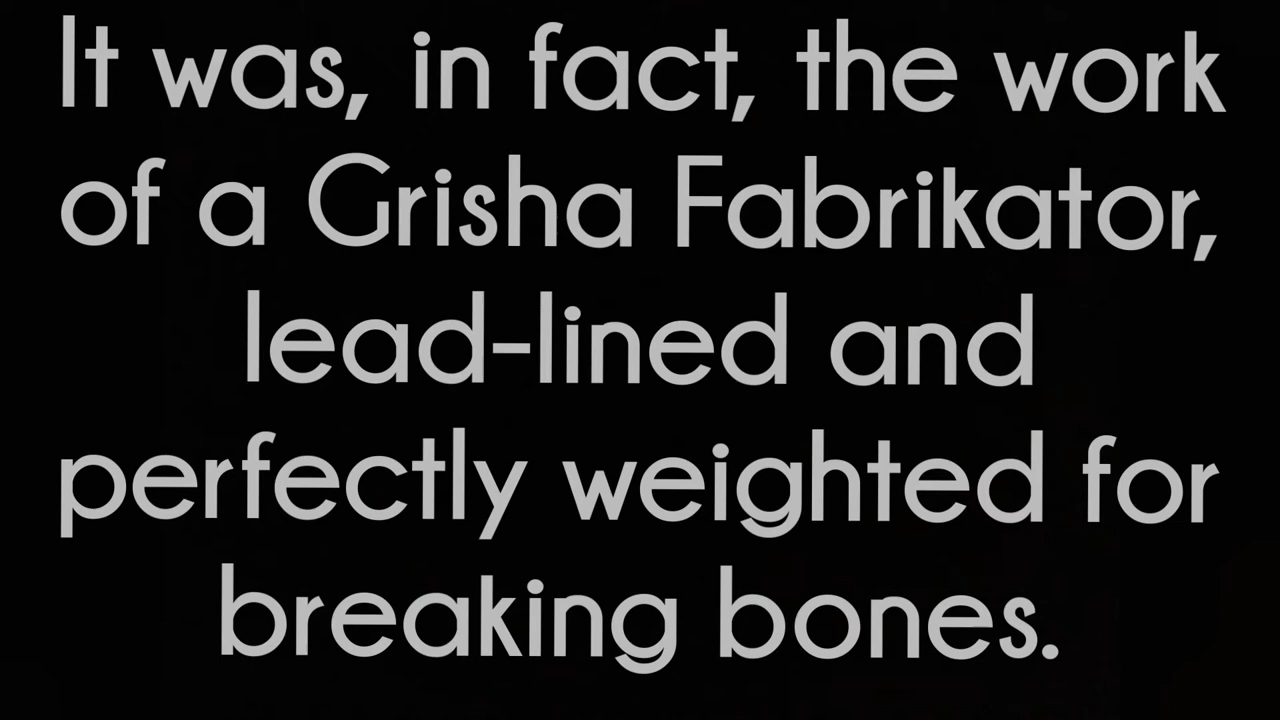 It was, in fact, the work
of a Grisha Fabrikator,
lead-lined and
perfectly weighted for
breaking bones.